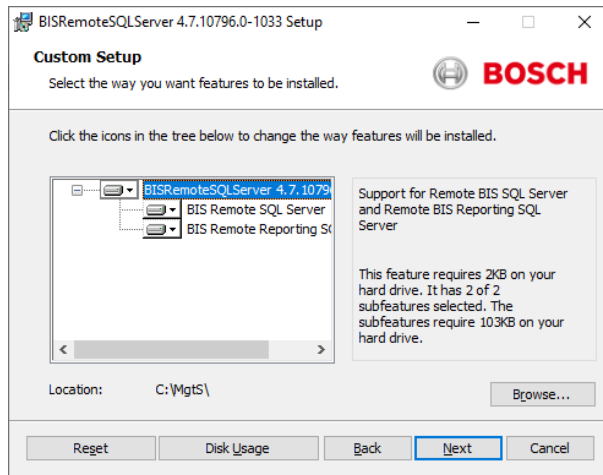 BISRemoteSQLServer 4.7.10796.0-1033 Setup
Custom Setup
Select the way you want features to be installed.
BOSCH
Click the icons in the tree below to change the way features will be installed.
BISRemoteSQLServer 4.7.1079
BIS Remote SQL Server
BIS Remote Reporting SQ
Support for Remote BIS SQL Server
and Remote BIS Reporting SQL
Server
This feature requires 2KB on your
hard drive. It has 2 of 2
subfeatures selected. The
subfeatures require 103KB on your
hard drive.
Location: C:\MgtS\
Browse...
Reset Disk Usage Back Next Cancel